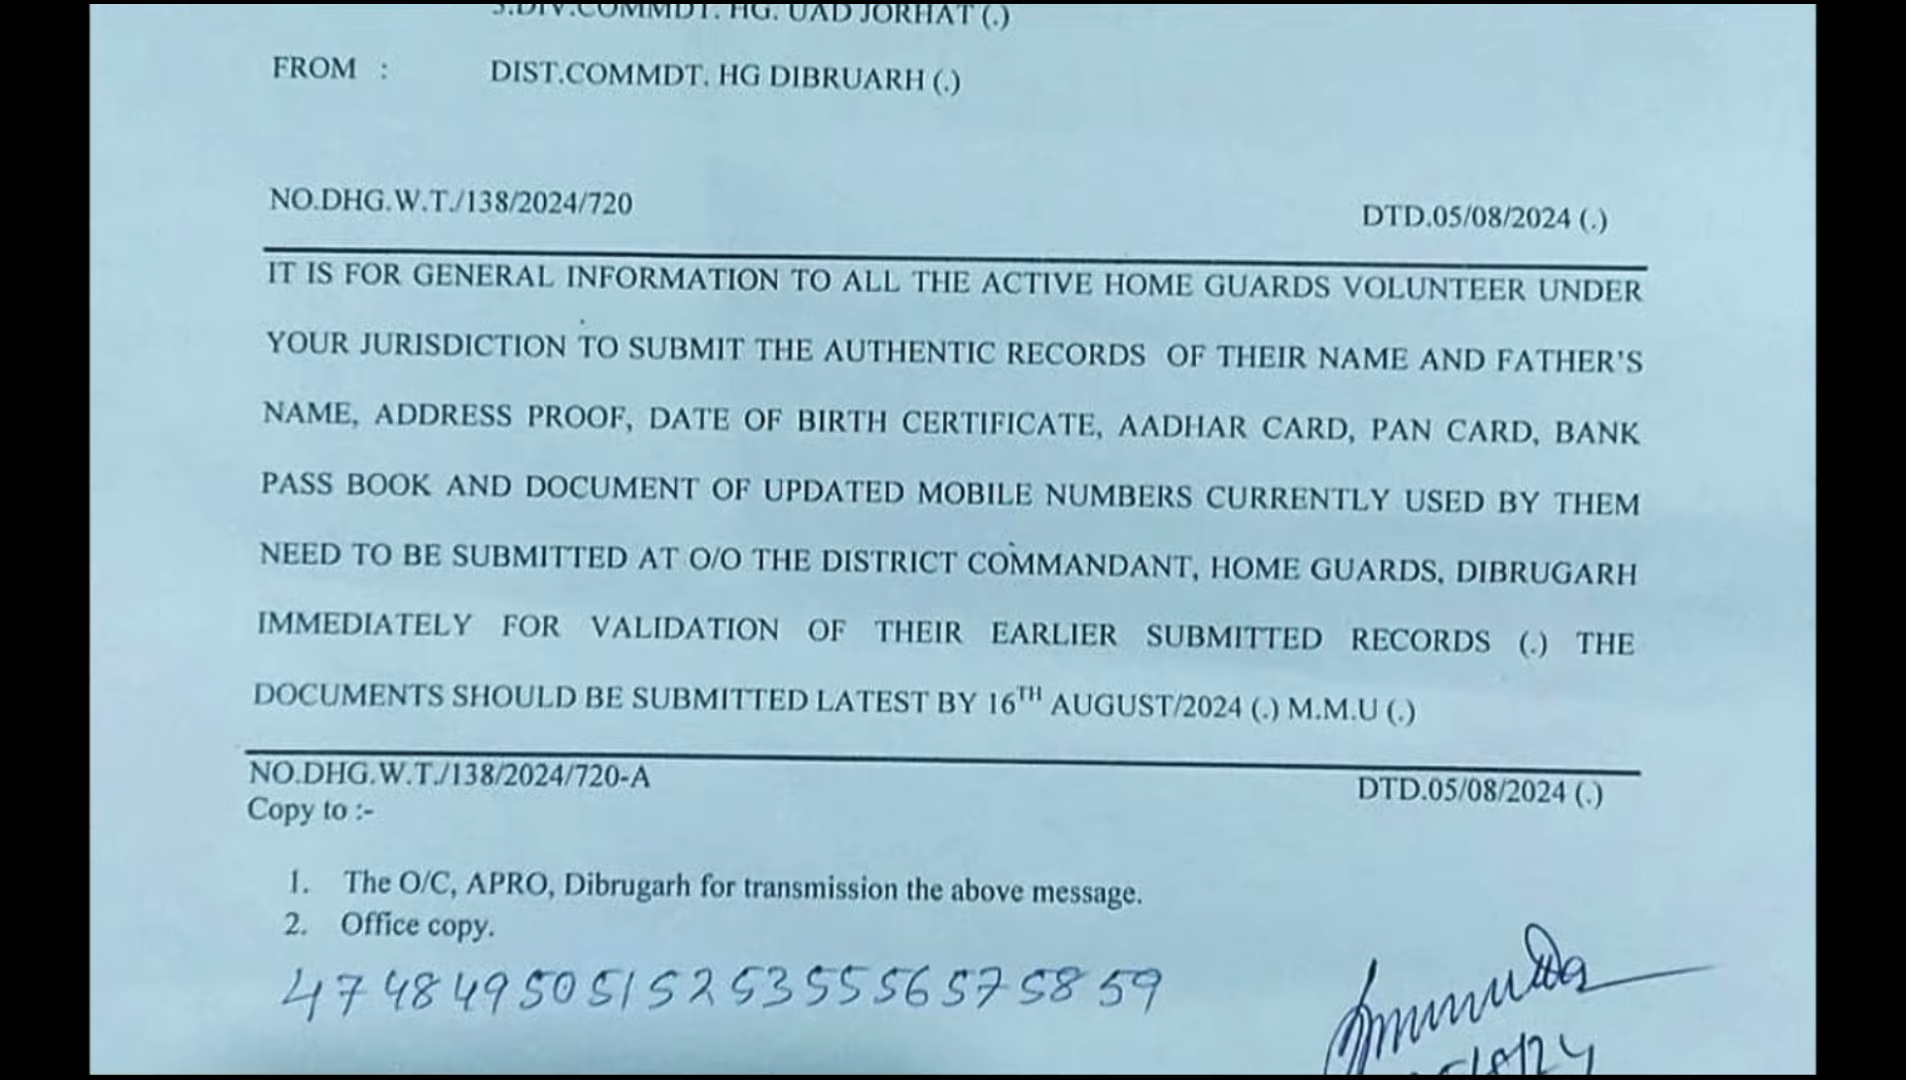 3.DIV.COMMDT. HG. UAD JORHAT (.)
FROM : DIST.COMMDT. HG DIBRUARH (.)
NO.DHG.W.T./138/2024/720 DTD.05/08/2024 (.)
IT IS FOR GENERAL INFORMATION TO ALL THE ACTIVE HOME GUARDS VOLUNTEER UNDER
YOUR JURISDICTION TO SUBMIT THE AUTHENTIC RECORDS OF THEIR NAME AND FATHER'S
NAME, ADDRESS PROOF, DATE OF BIRTH CERTIFICATE, AADHAR CARD, PAN CARD, BANK
PASS BOOK AND DOCUMENT OF UPDATED MOBILE NUMBERS CURRENTLY USED BY THEM
NEED TO BE SUBMITTED AT O/O THE DISTRICT COMMANDANT, HOME GUARDS, DIBRUGARH
IMMEDIATELY FOR VALIDATION OF THEIR EARLIER SUBMITTED RECORDS (.) THE
DOCUMENTS SHOULD BE SUBMITTED LATEST BY 16TH AUGUST/2024 (.) M.M.U (.)
NO.DHG.W.T./138/2024/720-A DTD.05/08/2024 (.)
Copy to :-
1. The O/C, APRO, Dibrugarh for transmission the above message.
2. Office copy.
47 48 49 50 51 52 53 55 56 57 58 59